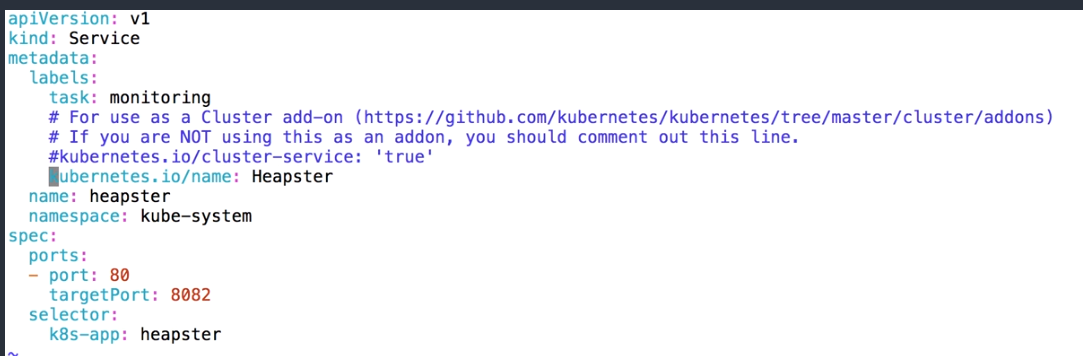 apiVersion: v1
kind: Service
metadata:
  labels:
    task: monitoring
    # For use as a Cluster add-on (https://github.com/kubernetes/kubernetes/tree/master/cluster/addons)
    # If you are NOT using this as an addon, you should comment out this line.
    #kubernetes.io/cluster-service: 'true'
    kubernetes.io/name: Heapster
  name: heapster
  namespace: kube-system
spec:
  ports:
  - port: 80
    targetPort: 8082
  selector:
    k8s-app: heapster
~